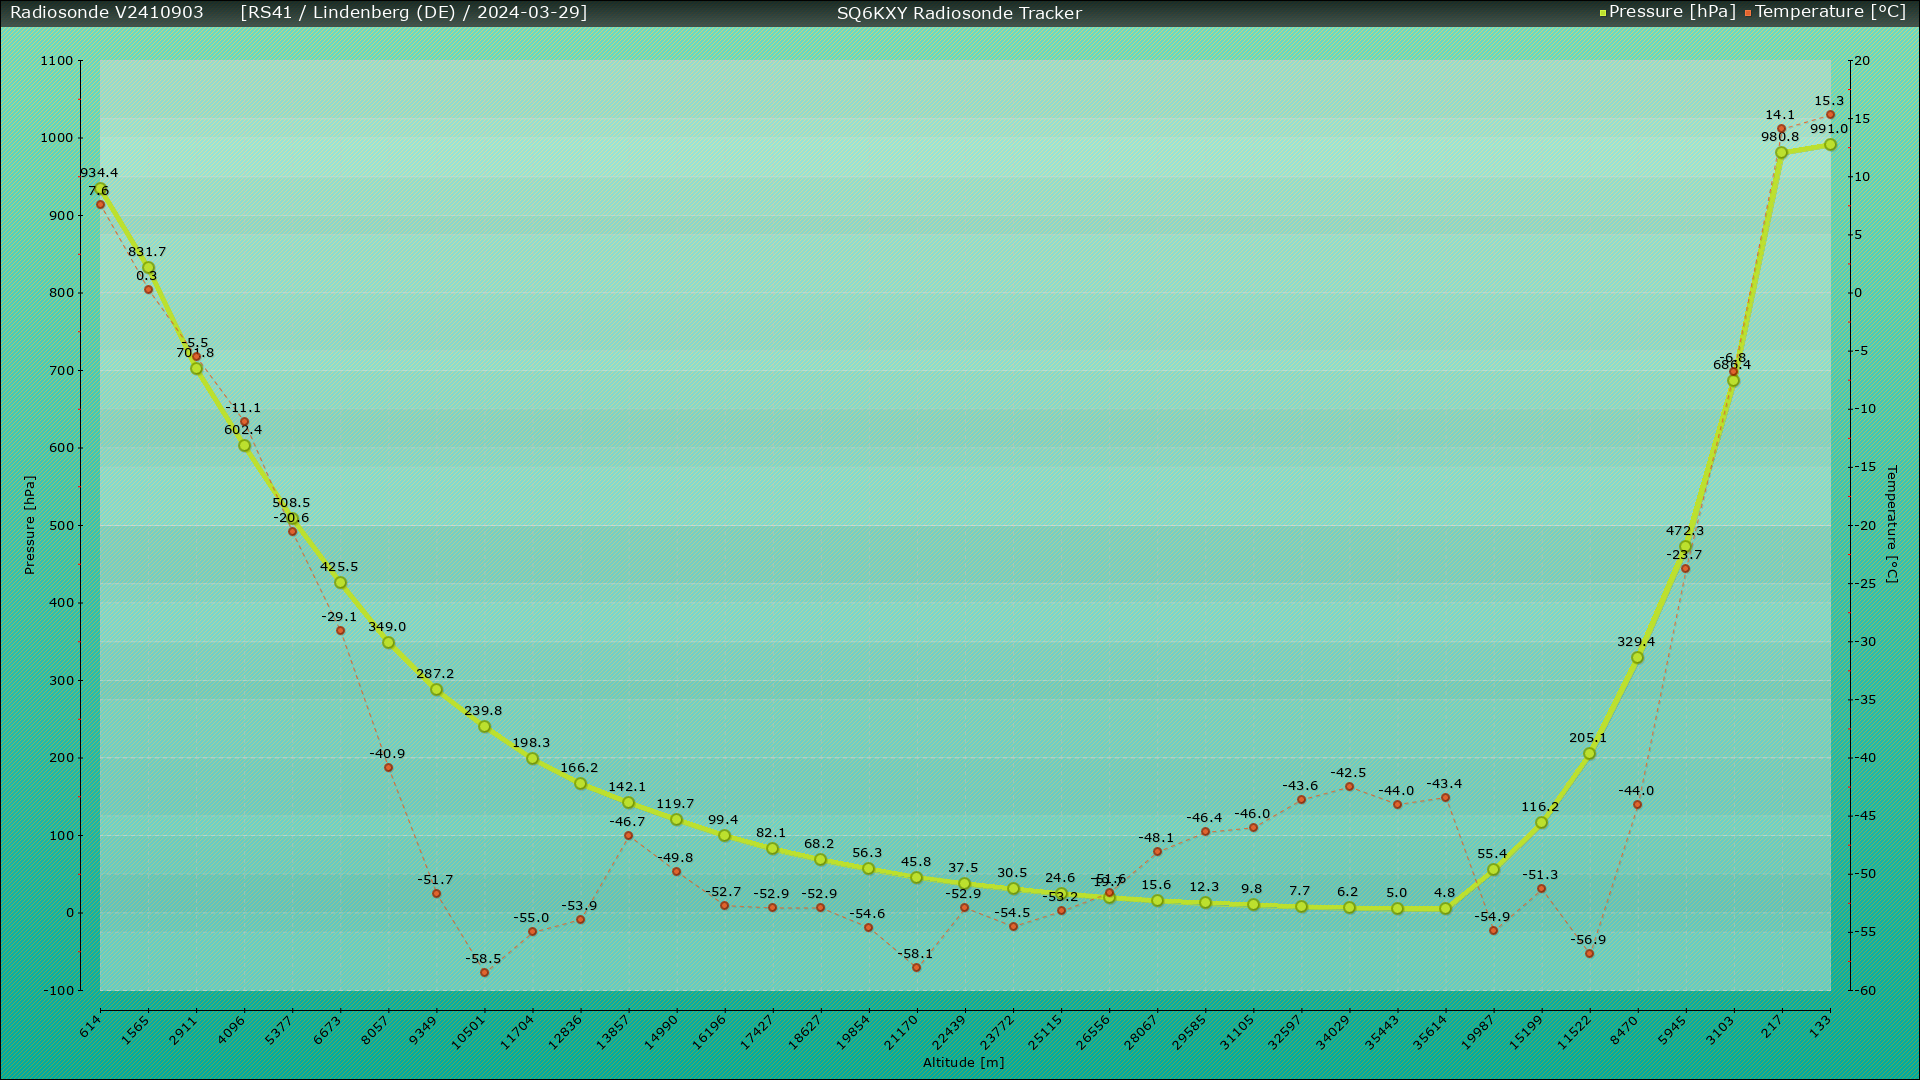 Radiosonde V2410903 [RS41 / Lindenberg (DE) / 2024-03-29] SQ6KXY Radiosonde Tracker Pressure [hPa] Temperature [ºC]
1100 1000 900 800 700 600 500 400 300 200 100 0 -100
Pressure [hPa]
934.4 831.7 701.8 602.4 508.5 425.5 349.0 287.2 239.8 198.3 166.2 142.1 119.7 99.4 82.1 68.2 56.3 45.8 37.5 30.5 24.6 19.7 15.6 12.3 9.8 7.7 6.2 5.0 4.8 55.4 116.2 205.1 329.4 472.3 686.4 980.8 991.0
7.6 0.3 -5.5 -11.1 -20.6 -29.1 -40.9 -51.7 -58.5 -55.0 -53.9 -46.7 -49.8 -52.7 -52.9 -52.9 -54.6 -58.1 -52.9 -54.5 -53.2 -51.6 -48.1 -46.4 -46.0 -43.6 -42.5 -44.0 -43.4 -54.9 -51.3 -56.9 -44.0 -23.7 -6.8 14.1 15.3
20 15 10 5 0 -5 -10 -15 -20 -25 -30 -35 -40 -45 -50 -55 -60
Temperature [°C]
614 1565 2911 4096 5377 6673 8057 9349 10501 11704 12836 13857 14990 16196 17427 18627 19854 21170 22439 23772 25115 26556 28067 29585 31105 32597 34029 35443 35614 19987 15199 11522 8470 5945 3103 217 133
Altitude [m]